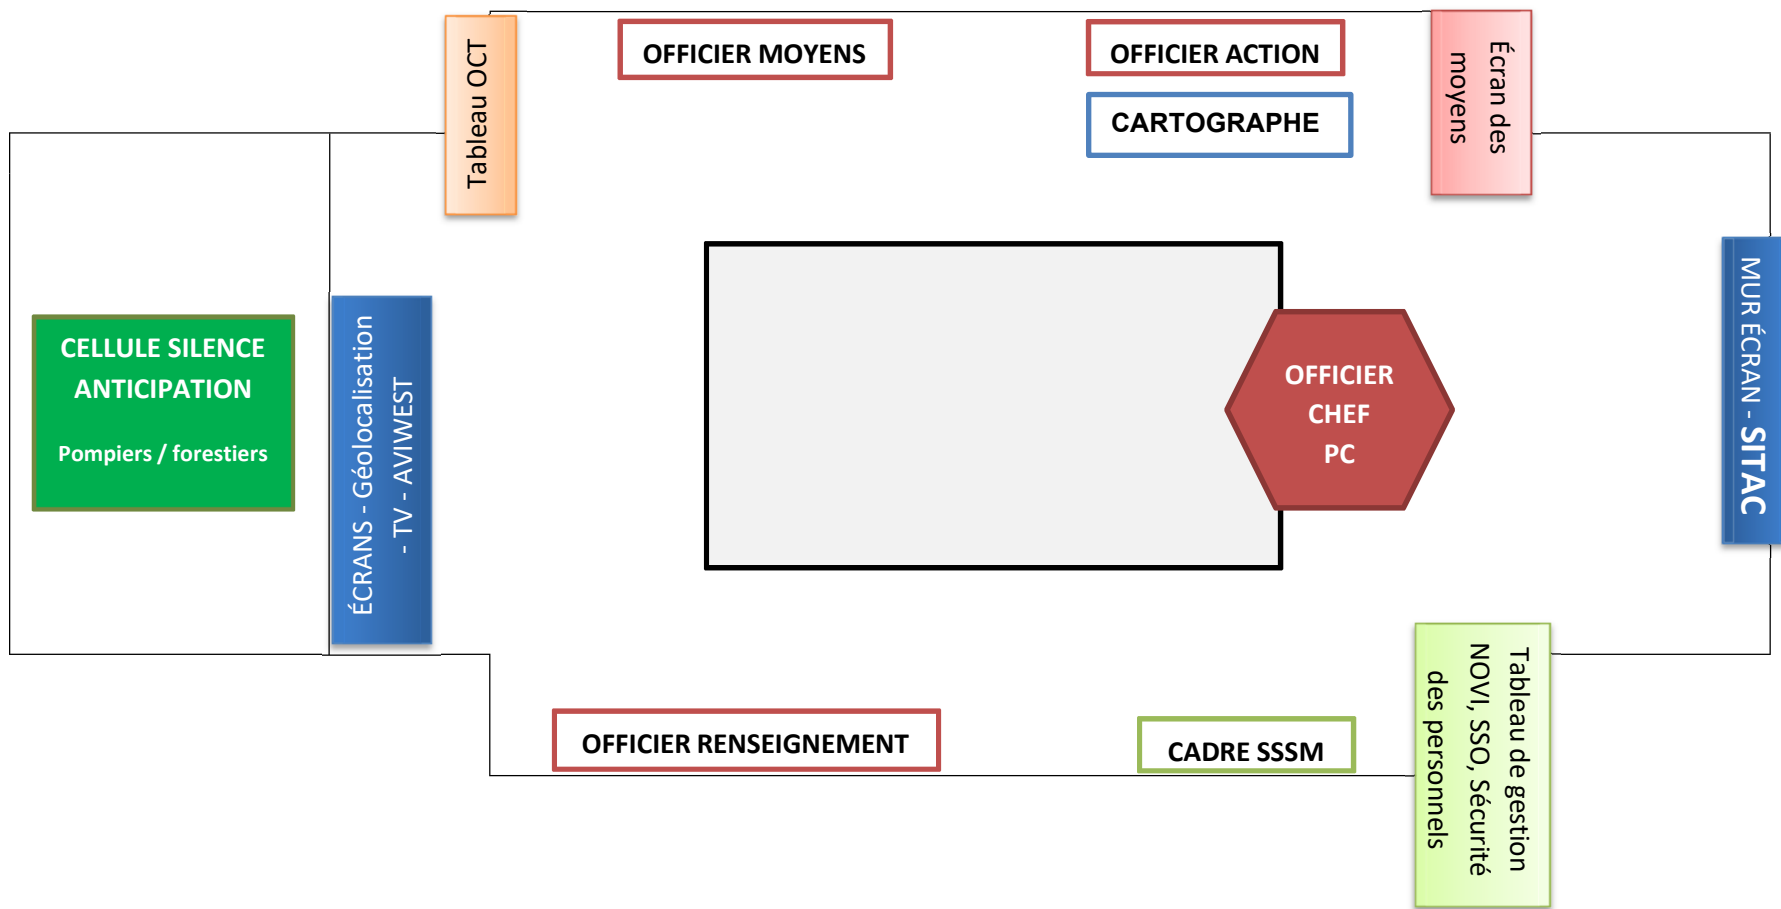 Tableau OCT
OFFICIER MOYENS
OFFICIER ACTION
CARTOGRAPHE
Écran des
moyens
CELLULE SILENCE
ANTICIPATION
Pompiers / forestiers
ÉCRANS - Géolocalisation
- TV - AVIWEST
OFFICIER
CHEF
PC
MUR ÉCRAN - SITAC
OFFICIER RENSEIGNEMENT
CADRE SSSM
Tableau de gestion
NOVI, SSO, Sécurité
des personnels